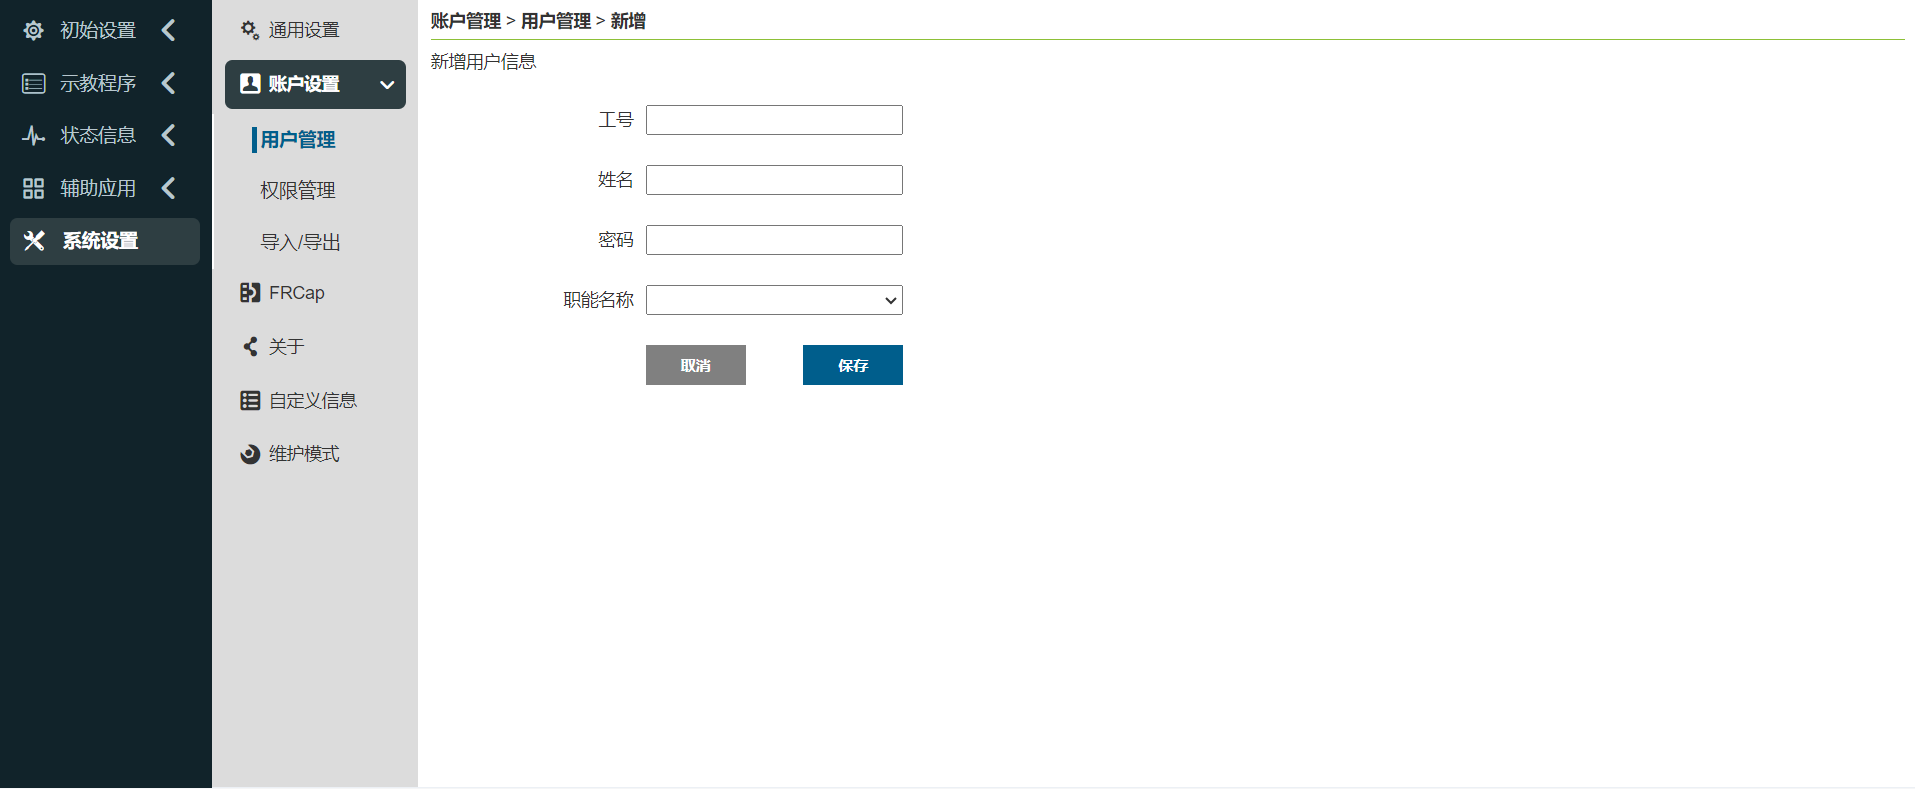 初始设置
示教程序
状态信息
辅助应用
系统设置
通用设置
账户设置
用户管理
权限管理
导入/导出
FRCap
关于
自定义信息
维护模式
账户管理 > 用户管理 > 新增
新增用户信息
工号
姓名
密码
职能名称
取消 保存